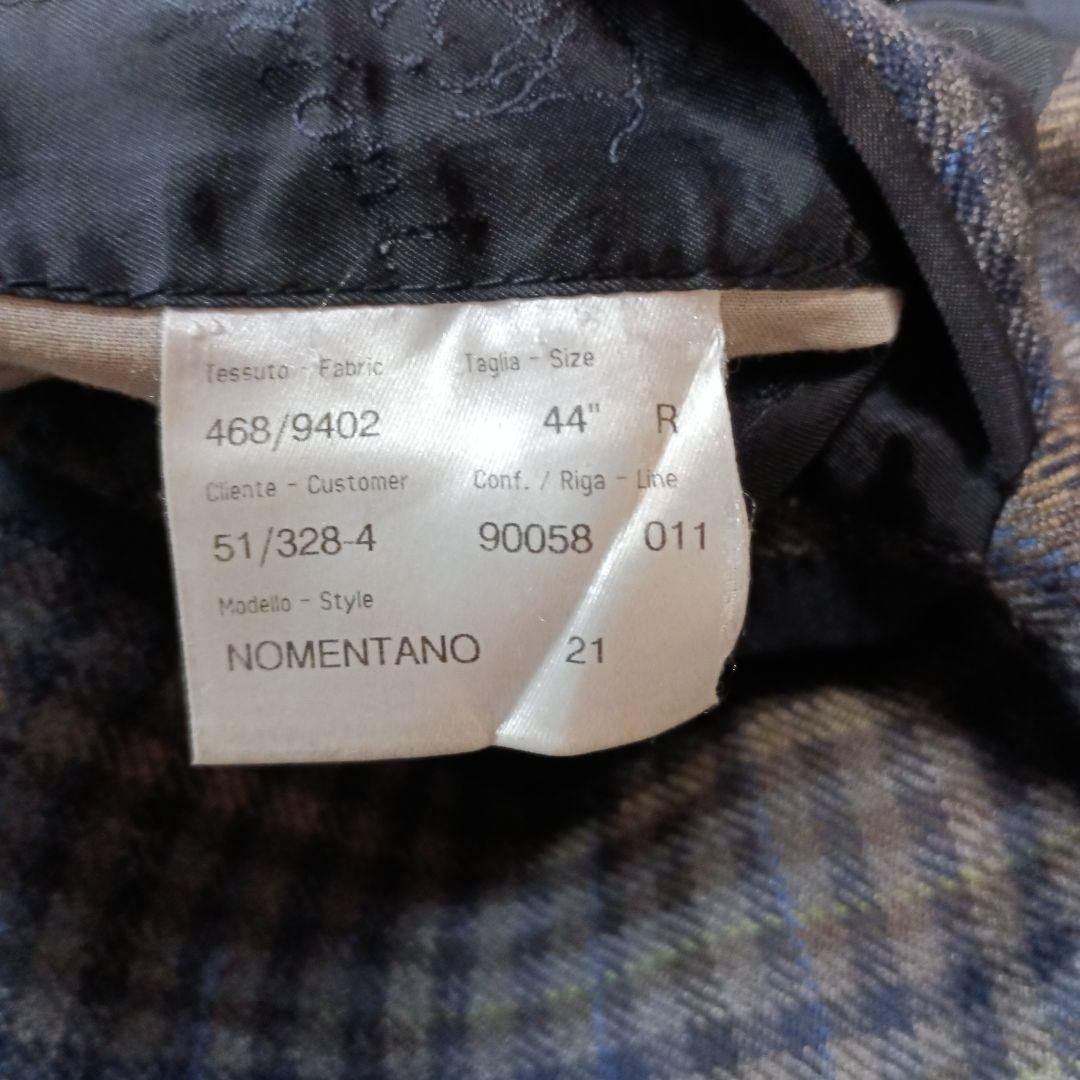 Tessuto - Fabric Taglia - Size
468/9402 44" R
Cliente - Customer Conf. / Riga - Line
51/328-4 90058 011
Modello - Style
NOMENTANO 21